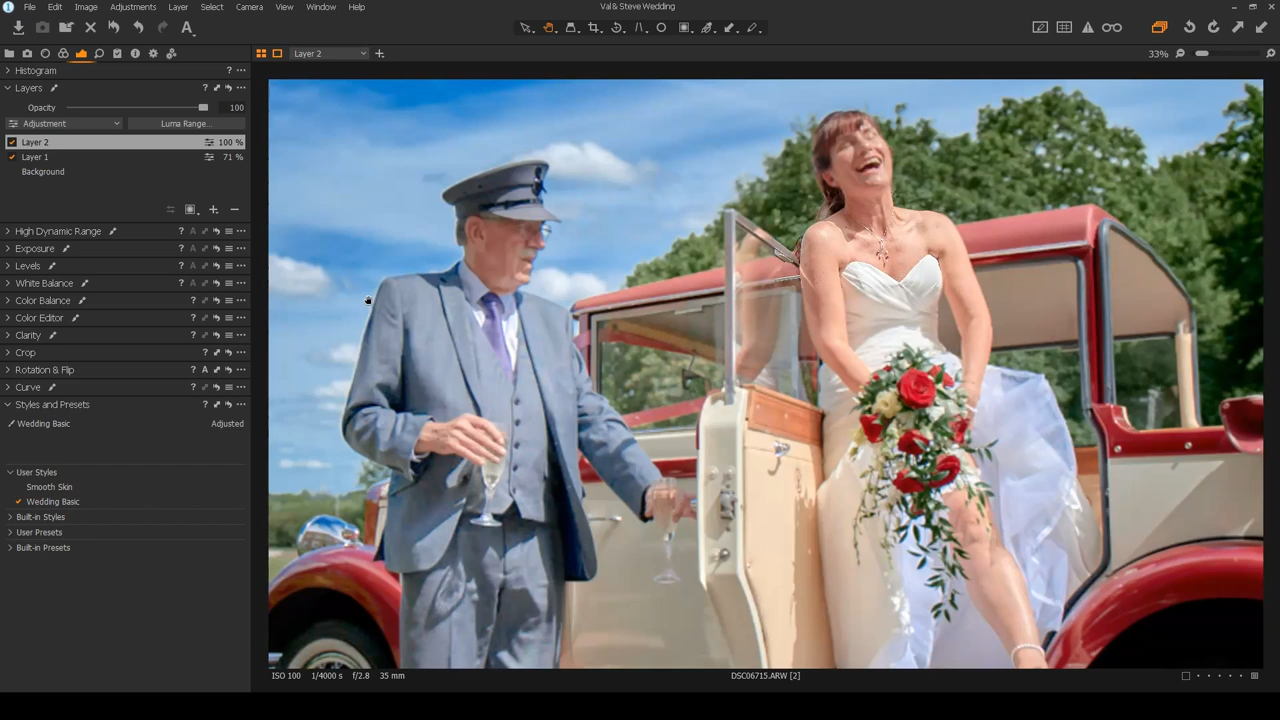 File Edit Image Adjustments Layer Select Camera View Window Help
Val & Steve Wedding
Layer 2
33%
Histogram
Layers
Opacity 100
Adjustment Luma Range...
Layer 2 100 %
Layer 1 71 %
Background
High Dynamic Range
Exposure
Levels
White Balance
Color Balance
Color Editor
Clarity
Crop
Rotation & Flip
Curve
Styles and Presets
Wedding Basic Adjusted
User Styles
Smooth Skin
Wedding Basic
Built-in Styles
User Presets
Built-in Presets
ISO 100 1/4000 s f/2.8 35 mm
DSC06715.ARW [2]